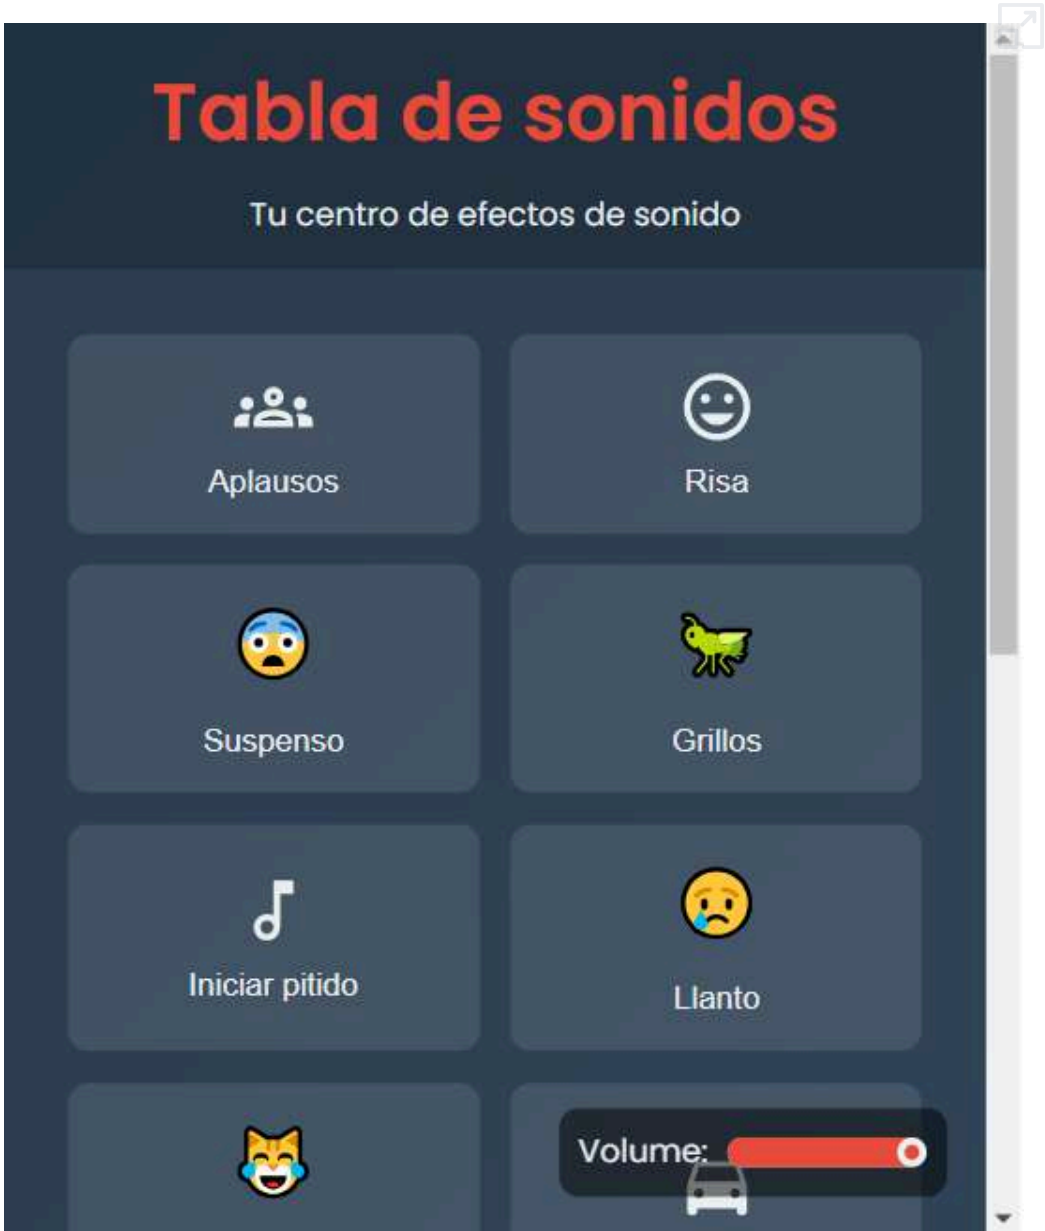 Tabla de sonidos
Tu centro de efectos de sonido
Aplausos
Risa
Suspenso
Grillos
Iniciar pitido
Llanto
Volume: